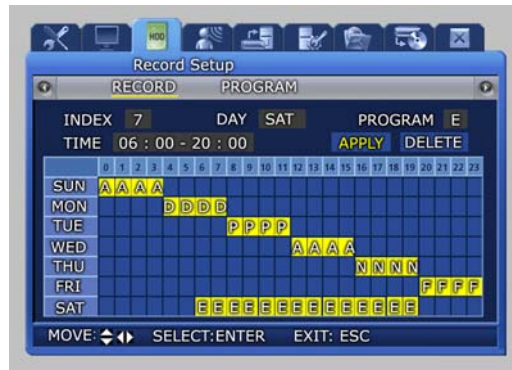 HDD
Record Setup
RECORD PROGRAM
INDEX 7 DAY SAT PROGRAM E
TIME 06 : 00 - 20 : 00 APPLY DELETE
0 1 2 3 4 5 6 7 8 9 10 11 12 13 14 15 16 17 18 19 20 21 22 23
SUN A A A A
MON D D D D
TUE P P P P
WED A A A A
THU N N N N
FRI F F F F
SAT E E E E E E E E E E E E E E
MOVE: SELECT:ENTER EXIT: ESC